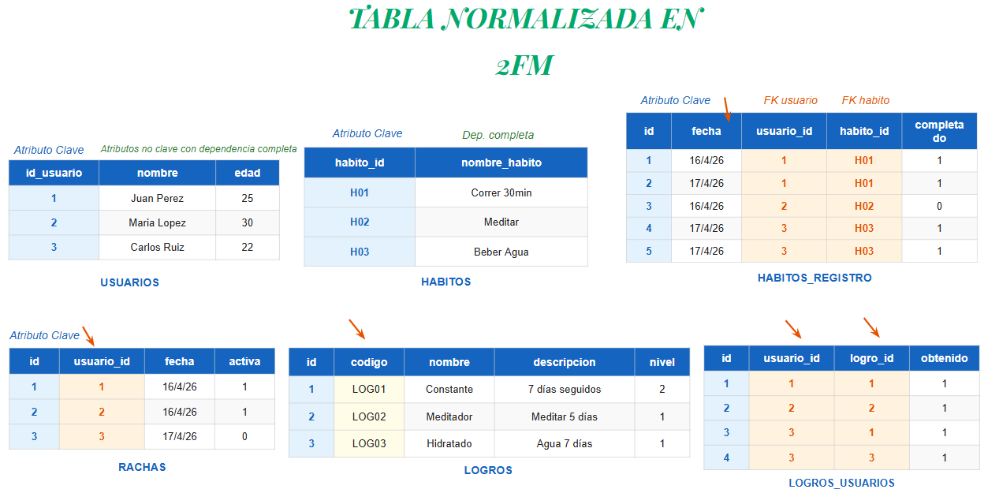 TABLA NORMALIZADA EN
2FM
Atributo Clave
Atributos no clave con dependencia completa
id_usuario nombre edad
1 Juan Perez 25
2 Maria Lopez 30
3 Carlos Ruiz 22
USUARIOS
Atributo Clave
Dep. completa
habito_id nombre_habito
H01 Correr 30min
H02 Meditar
H03 Beber Agua
HABITOS
Atributo Clave
FK usuario
FK habito
id fecha usuario_id habito_id completa
do
1 16/4/26 1 H01 1
2 17/4/26 1 H01 1
3 16/4/26 2 H02 0
4 17/4/26 3 H03 1
5 17/4/26 3 H03 1
HABITOS_REGISTRO
Atributo Clave
id usuario_id fecha activa
1 1 16/4/26 1
2 2 16/4/26 1
3 3 17/4/26 0
RACHAS
id codigo nombre descripcion nivel
1 LOG01 Constante 7 días seguidos 2
2 LOG02 Meditador Meditar 5 días 1
3 LOG03 Hidratado Agua 7 días 1
LOGROS
id usuario_id logro_id obtenido
1 1 1 1
2 2 2 1
3 3 1 1
4 3 3 1
LOGROS_USUARIOS